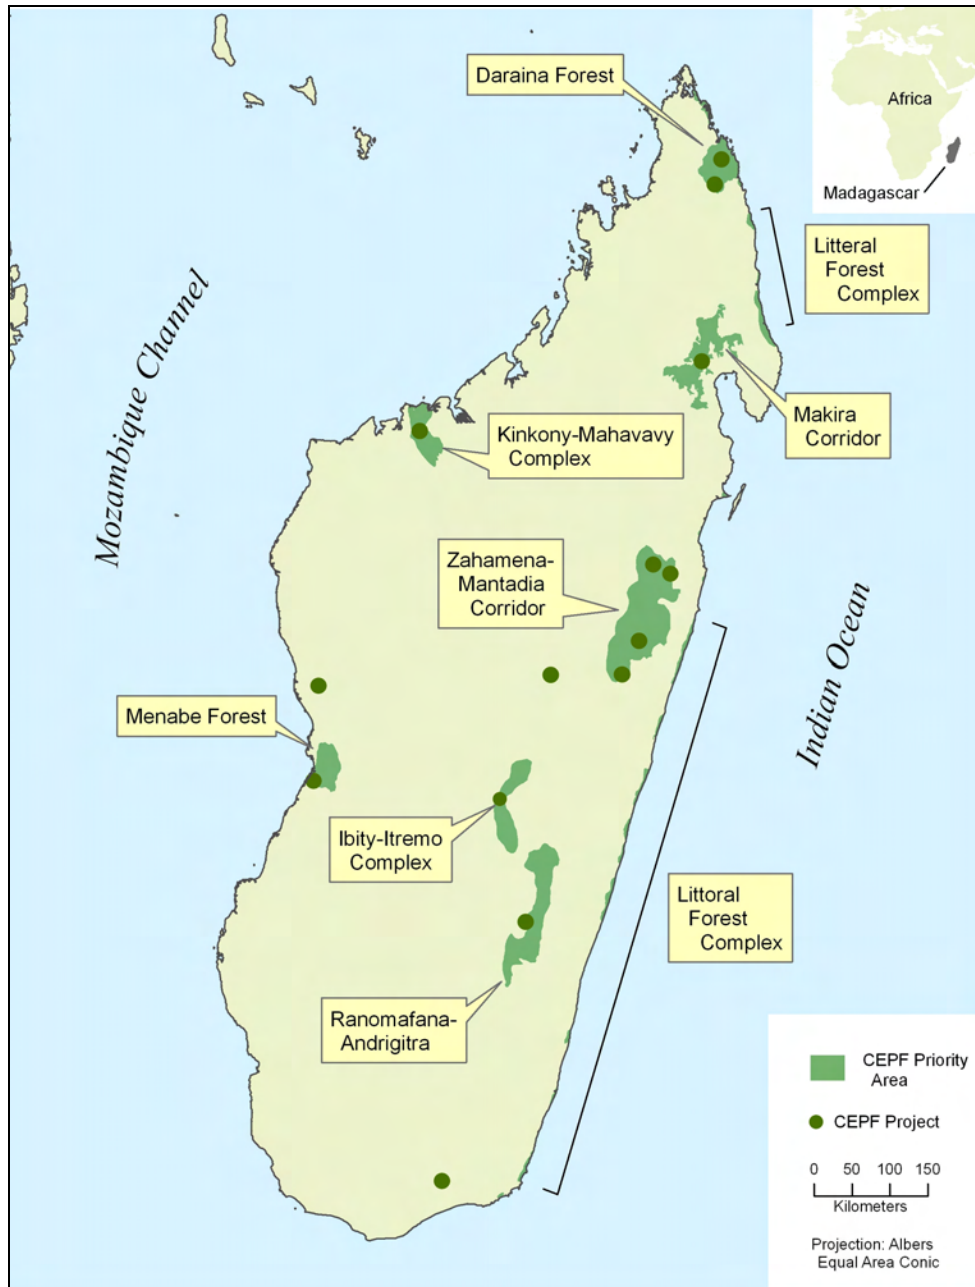 Daraina Forest
Africa
Madagascar
Litteral
Forest
Complex
Mozambique Channel
Makira
Corridor
Kinkony-Mahavavy
Complex
Zahamena-
Mantadia
Corridor
Indian Ocean
Menabe Forest
Ibity-Itremo
Complex
Littoral
Forest
Complex
Ranomafana-
Andrigitra
CEPF Priority
Area
CEPF Project
0 50 100 150
Kilometers
Projection: Albers
Equal Area Conic